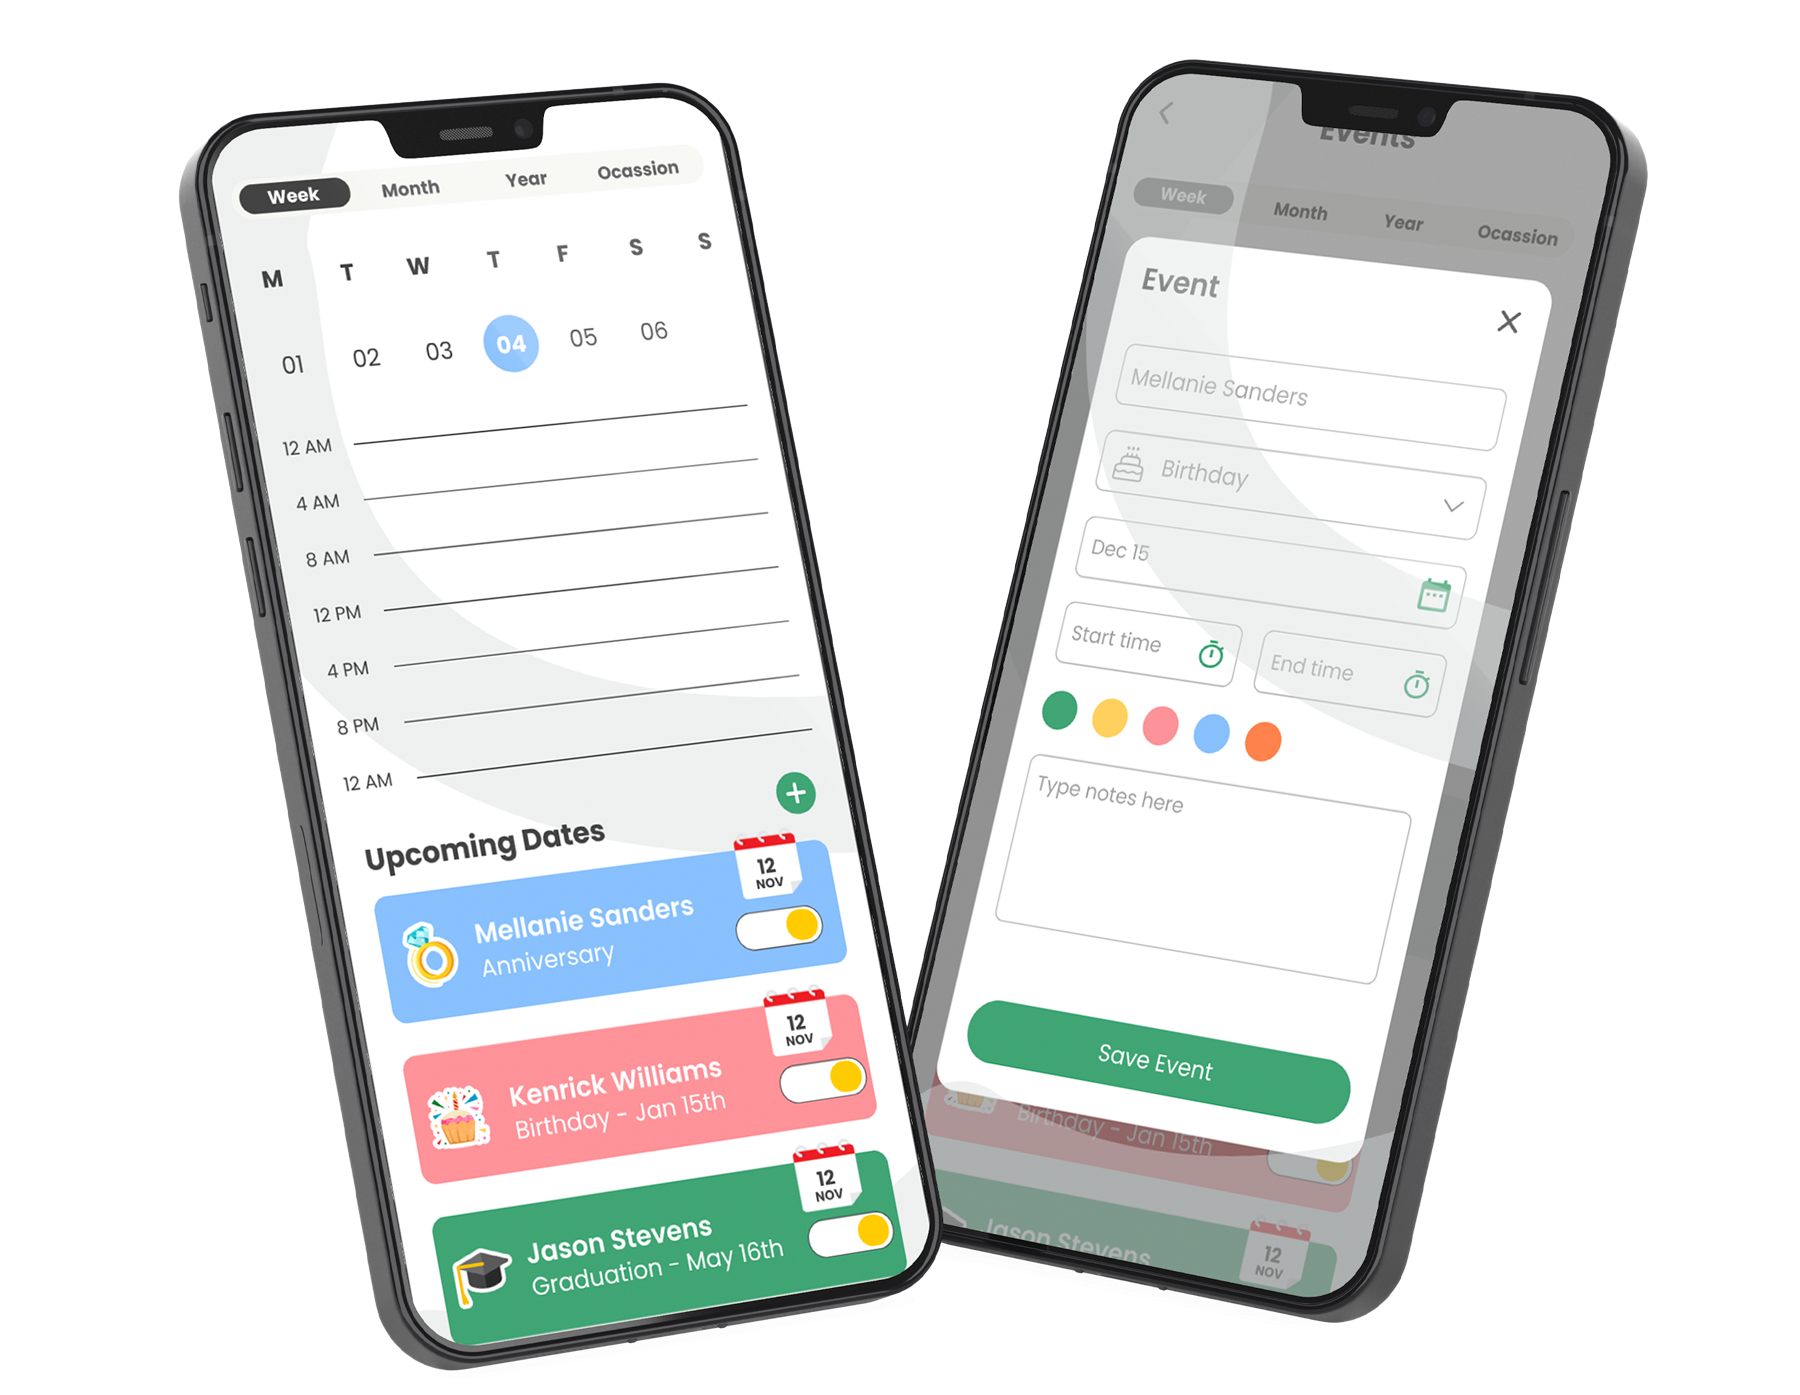 Week Month Year Ocassion
M T W T F S S
01 02 03 04 05 06
12 AM
4 AM
8 AM
12 PM
4 PM
8 PM
12 AM
Upcoming Dates
12
NOV
Mellanie Sanders
Anniversary
12
NOV
Kenrick Williams
Birthday - Jan 15th
12
NOV
Jason Stevens
Graduation - May 16th
Events
Week Month Year Ocassion
Event
Mellanie Sanders
Birthday
Dec 15
Start time End time
Type notes here
Save Event
Birthday - Jan 15th
Jason Stevens
12
NOV